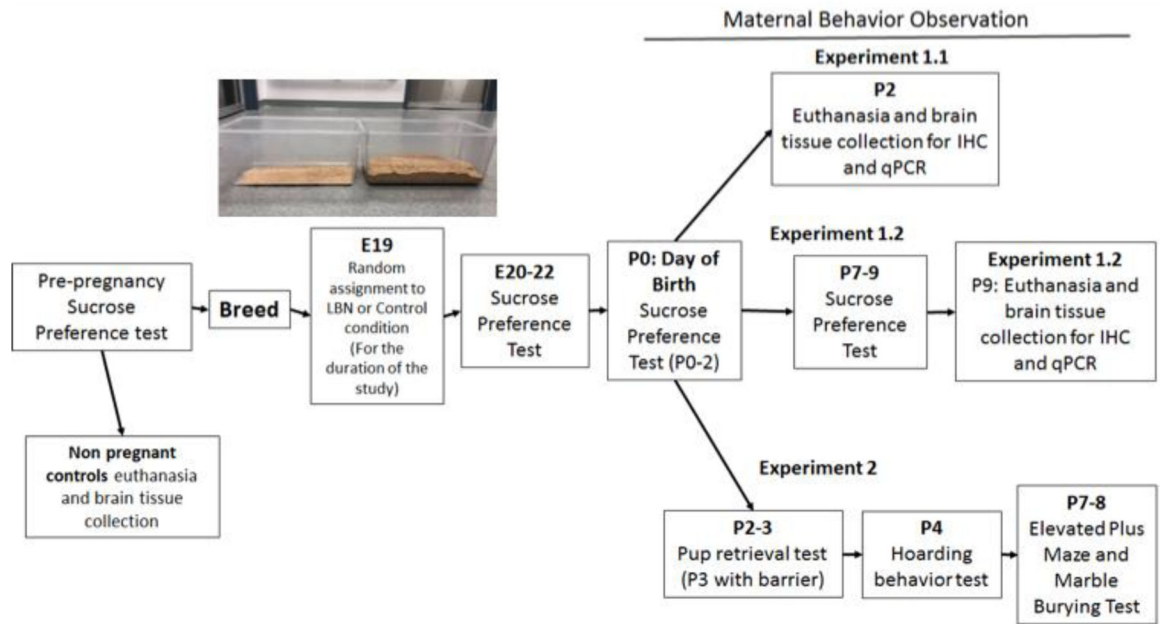 Maternal Behavior Observation
Experiment 1.1
P2
Euthanasia and brain
tissue collection for IHC
and qPCR
Pre-pregnancy
Sucrose
Preference test
Breed
E19
Random
assignment to
LBN or Control
condition
(For the
duration of the
study)
E20-22
Sucrose
Preference
Test
P0: Day of
Birth
Sucrose
Preference
Test (P0-2)
Experiment 1.2
P7-9
Sucrose
Preference
Test
Experiment 1.2
P9: Euthanasia and
brain tissue
collection for IHC
and qPCR
Non pregnant
controls euthanasia
and brain tissue
collection
Experiment 2
P2-3
Pup retrieval test
(P3 with barrier)
P4
Hoarding
behavior test
P7-8
Elevated Plus
Maze and
Marble
Burying Test